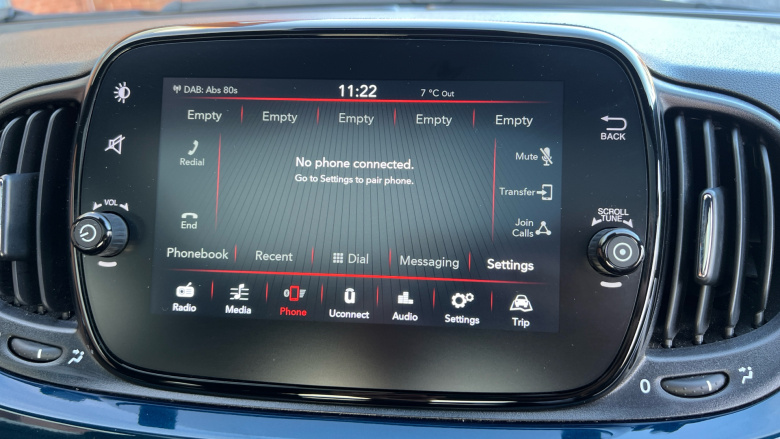 DAB: Abs 80s 11:22 7 °C Out
Empty Empty Empty Empty Empty
Redial
No phone connected.
Go to Settings to pair phone.
Mute
Transfer
End
Join
Calls
Phonebook Recent Dial Messaging Settings
Radio Media Phone Uconnect Audio Settings Trip
VOL
BACK
SCROLL
TUNE
0